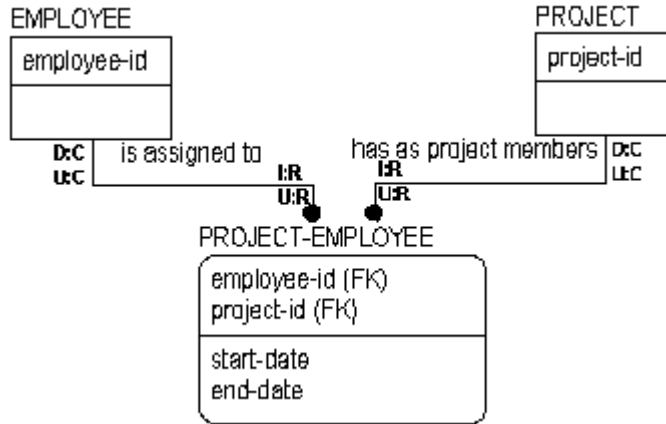 EMPLOYEE
employee-id
PROJECT
project-id
D:C
U:C
is assigned to
I:R
U:R
has as project members
I:R
U:R
D:C
U:C
PROJECT-EMPLOYEE
employee-id (FK)
project-id (FK)
start-date
end-date